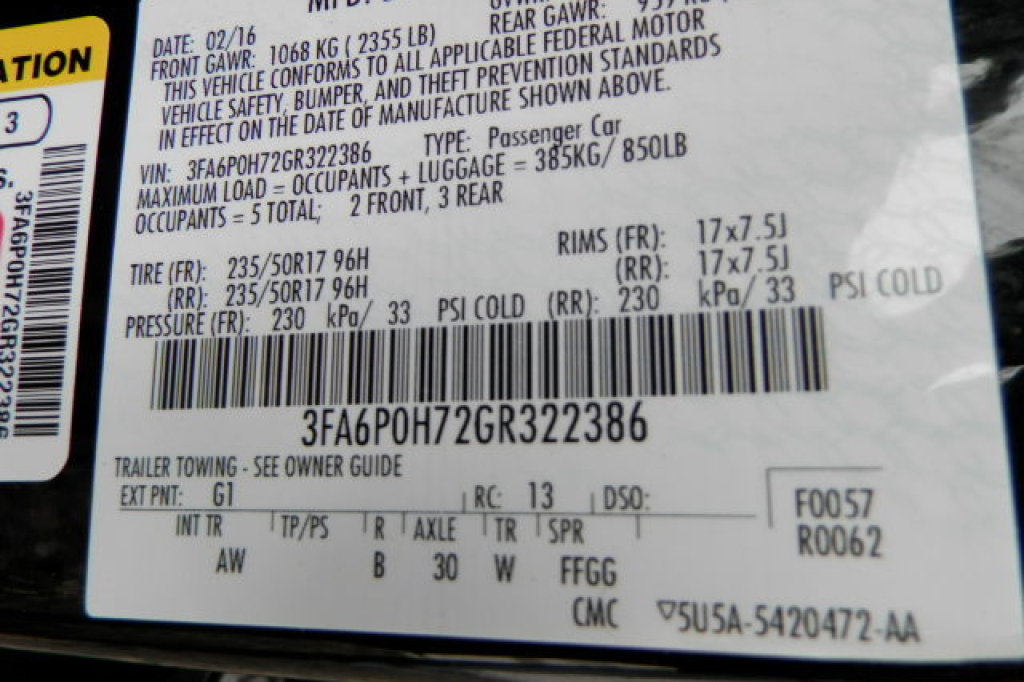 ATION
3
S.
3FA6P0H72GR322386
DATE: 02/16
FRONT GAWR: 1068 KG ( 2355 LB)
REAR GAWR:
THIS VEHICLE CONFORMS TO ALL APPLICABLE FEDERAL MOTOR
VEHICLE SAFETY, BUMPER, AND THEFT PREVENTION STANDARDS
IN EFFECT ON THE DATE OF MANUFACTURE SHOWN ABOVE.
VIN: 3FA6P0H72GR322386 TYPE: Passenger Car
MAXIMUM LOAD = OCCUPANTS + LUGGAGE = 385KG/ 850LB
OCCUPANTS = 5 TOTAL; 2 FRONT, 3 REAR
TIRE (FR): 235/50R17 96H RIMS (FR): 17x7.5J
(RR): 235/50R17 96H (RR): 17x7.5J
PRESSURE (FR): 230 kPa/ 33 PSI COLD (RR): 230 kPa/ 33 PSI COLD
3FA6P0H72GR322386
TRAILER TOWING - SEE OWNER GUIDE
EXT PNT: G1 RC: 13 DSO:
F0057
R0062
INT TR TP/PS R AXLE TR SPR
AW B 30 W FFGG
CMC ▽5U5A-5420472-AA